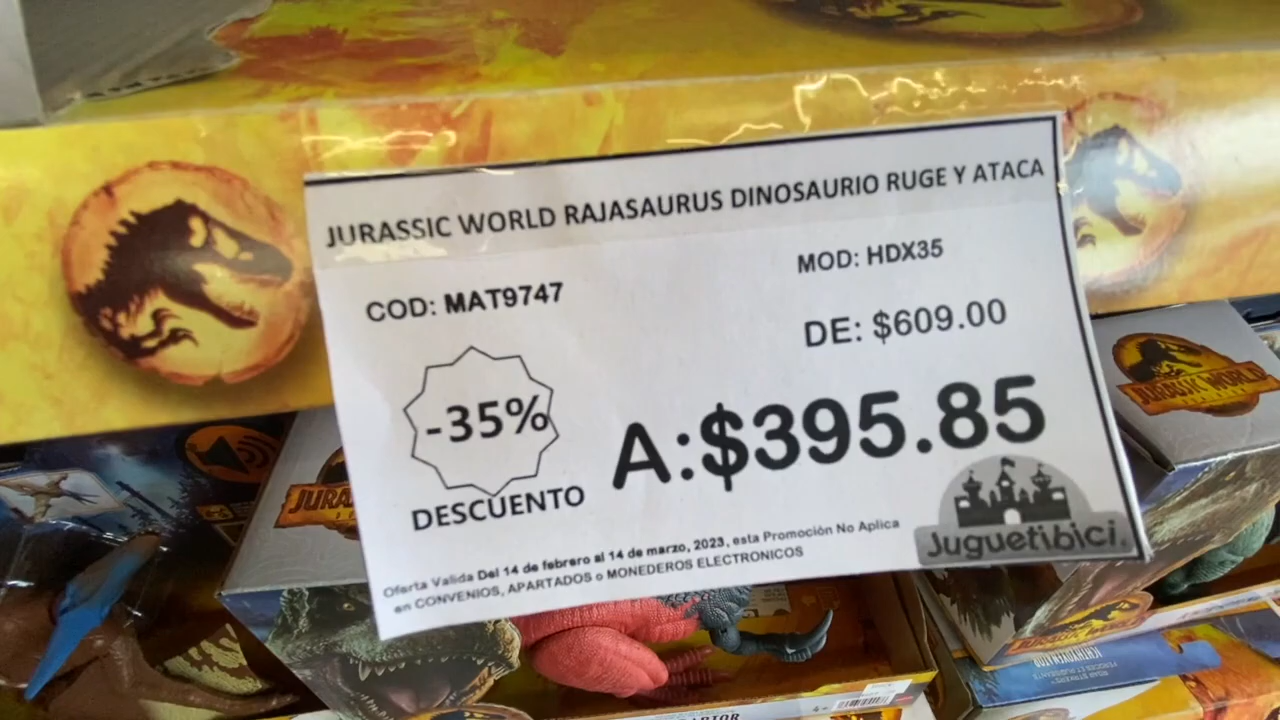 JURASSIC WORLD RAJASAURUS DINOSAURIO RUGE Y ATACA
COD: MAT9747
MOD: HDX35
DE: $609.00
-35%
DESCUENTO
A:$395.85
Oferta Valida Del 14 de febrero al 14 de marzo, 2023, esta Promoción No Aplica
en CONVENIOS, APARTADOS o MONEDEROS ELECTRONICOS
Juguetibici
JURASSIC WORLD
JURA